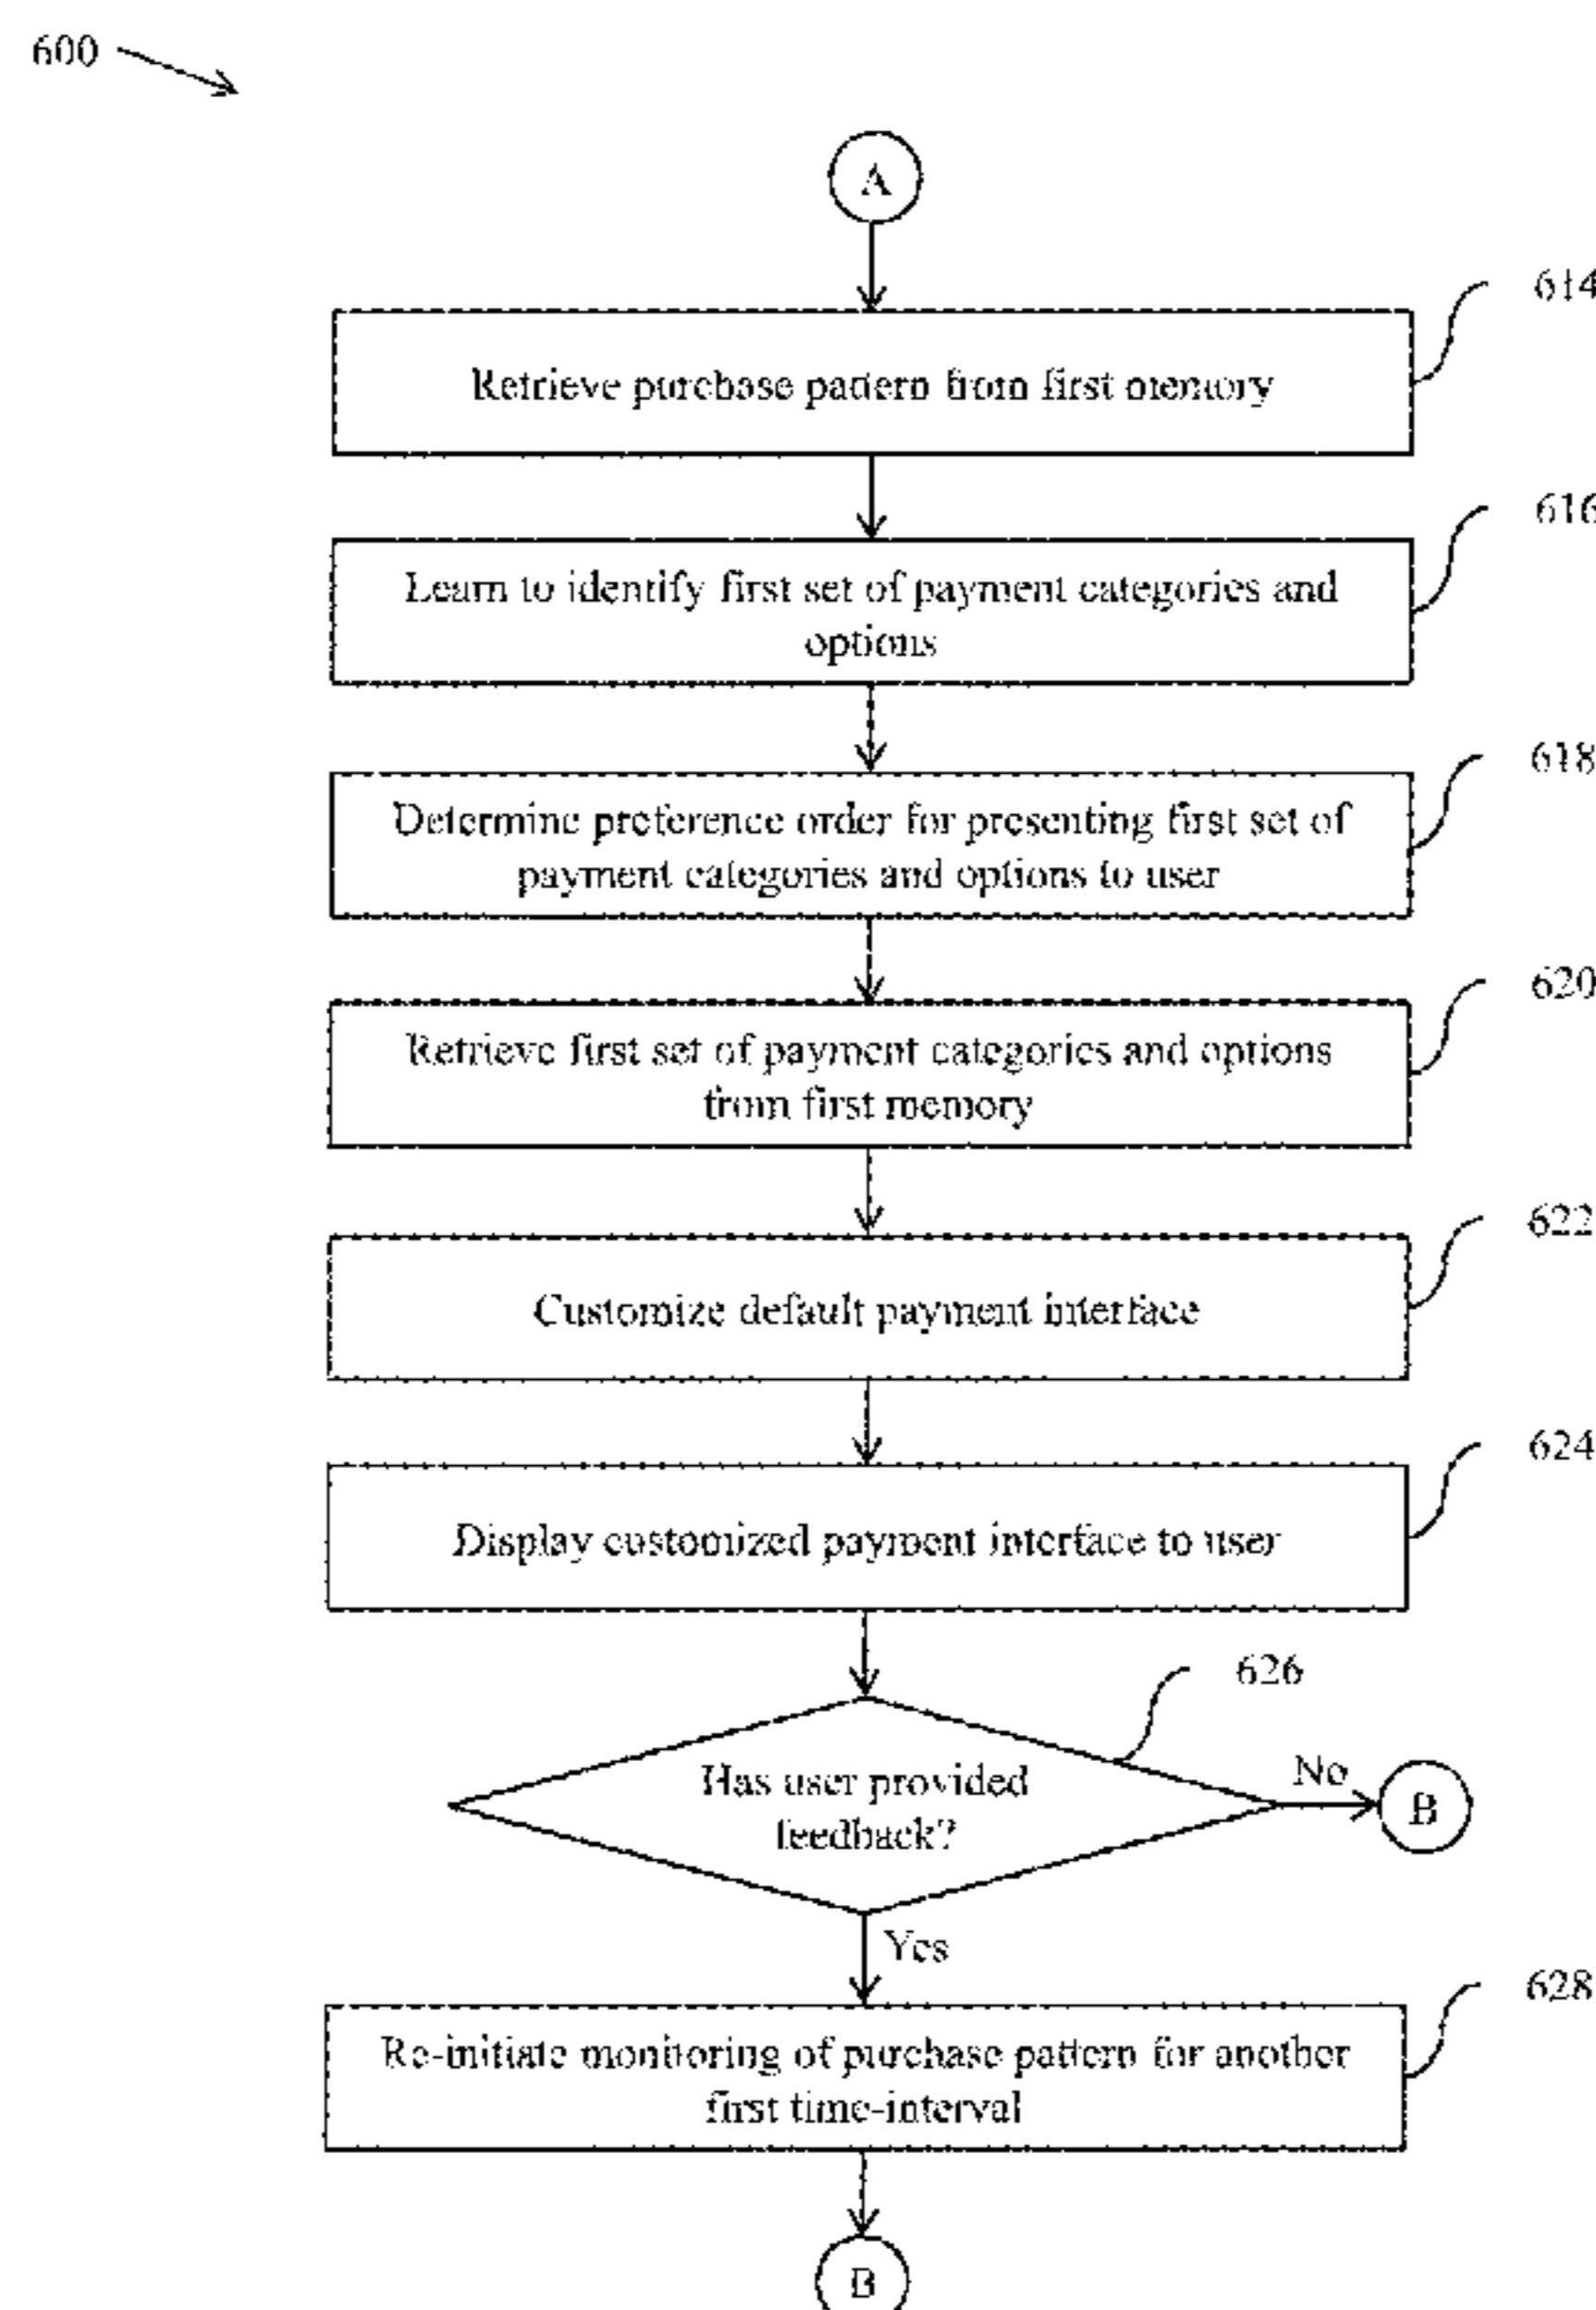 600
A
614
Retrieve purchase pattern from first memory
616
Learn to identify first set of payment categories and
options
618
Determine preference order for presenting first set of
payment categories and options to user
620
Retrieve first set of payment categories and options
from first memory
622
Customize default payment interface
624
Display customized payment interface to user
626
Has user provided
feedback?
No
B
Yes
628
Re-initiate monitoring of purchase pattern for another
first time-interval
B